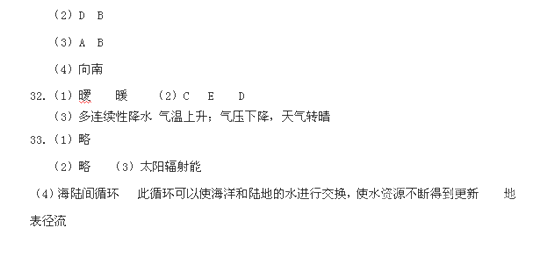 （2）D  B
（3）A  B
（4）向南
32.（1）暖    暖    （2）C   E   D
（3）多连续性降水 气温上升；气压下降，天气转晴
33.（1）略
（2）略  （3）太阳辐射能
（4）海陆间循环   此循环可以使海洋和陆地的水进行交换，使水资源不断得到更新    地
表径流